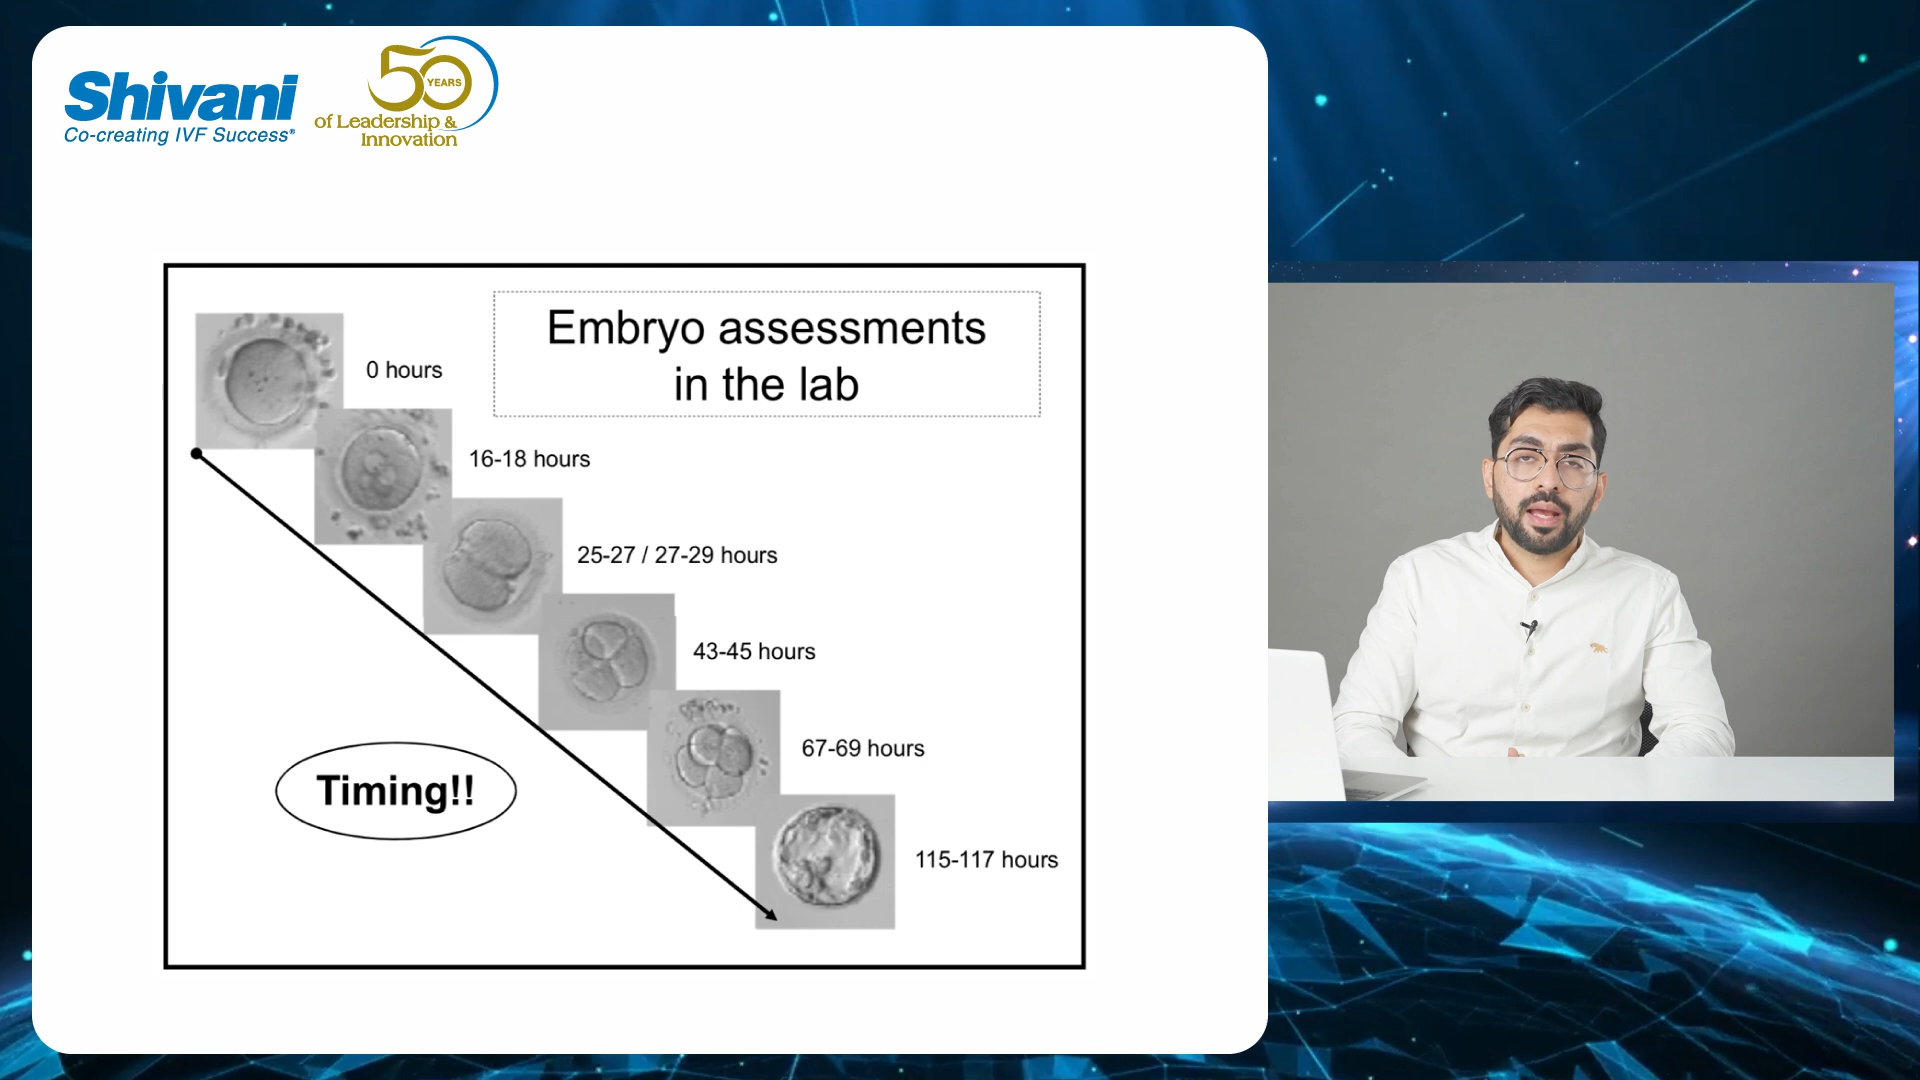 Shivani
Co-creating IVF Success®
50
YEARS
of Leadership &
Innovation
Embryo assessments
in the lab
0 hours
16-18 hours
25-27 / 27-29 hours
43-45 hours
67-69 hours
Timing!!
115-117 hours